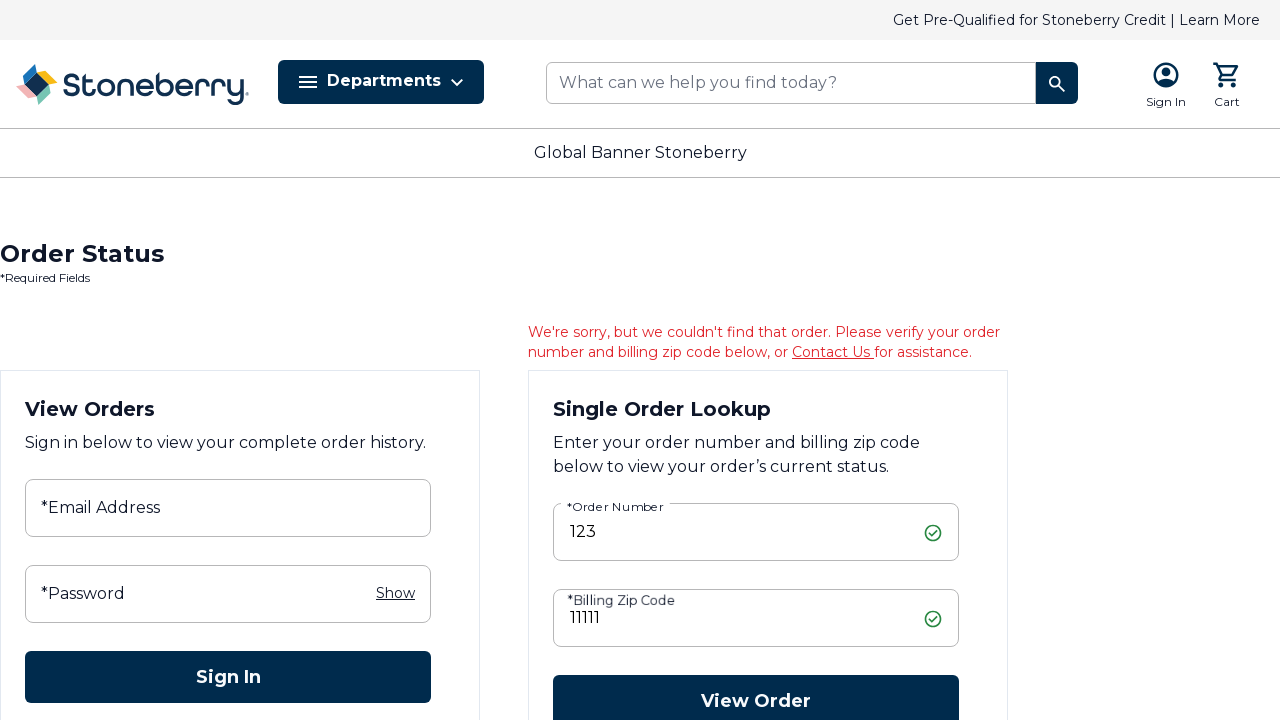 Get Pre-Qualified for Stoneberry Credit | Learn More
Stoneberry®
Departments
What can we help you find today?
Sign In
Cart
Global Banner Stoneberry
Order Status
*Required Fields
We're sorry, but we couldn't find that order. Please verify your order
number and billing zip code below, or Contact Us for assistance.
View Orders
Sign in below to view your complete order history.
*Email Address
*Password
Show
Sign In
Single Order Lookup
Enter your order number and billing zip code
below to view your order’s current status.
*Order Number
123
*Billing Zip Code
11111
View Order